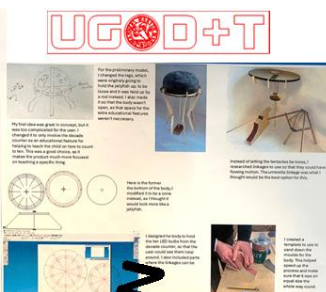 UGOD+T
For the preliminary model,
I changed the legs, which
were originally going to
hold the jellyfish up, to be
loose and it was held up by
a rod instead. I also made
it so that the body wasn't
open, as that space for the
extra educational features
weren't necessary.
My first idea was great in concept, but it
was too complicated for the user. I
changed it to only involve the decade
counter as an educational feature for
helping to teach the child on how to count
to ten. This was a good choice, as it
makes the product much more focused
on teaching a specific thing.
Instead of letting the tentacles be loose, I
researched linkages to use so that they could have
flowing motion. The umbrella linkage was what I
thought would be the best option for this.
Here is the former
the bottom of the body. I
modified it to be a cone
instead, as I thought it
would look more like a
jellyfish.
I designed the body to hold
the ten LED bulbs from the
decade counter, so that the
user could see them loop
around. I also included parts
where the linkages can be
I created a
template to use to
sand down the
moulds for the
body. This helped
speed up the
process and make
sure that it was an
equal size the
whole way round.